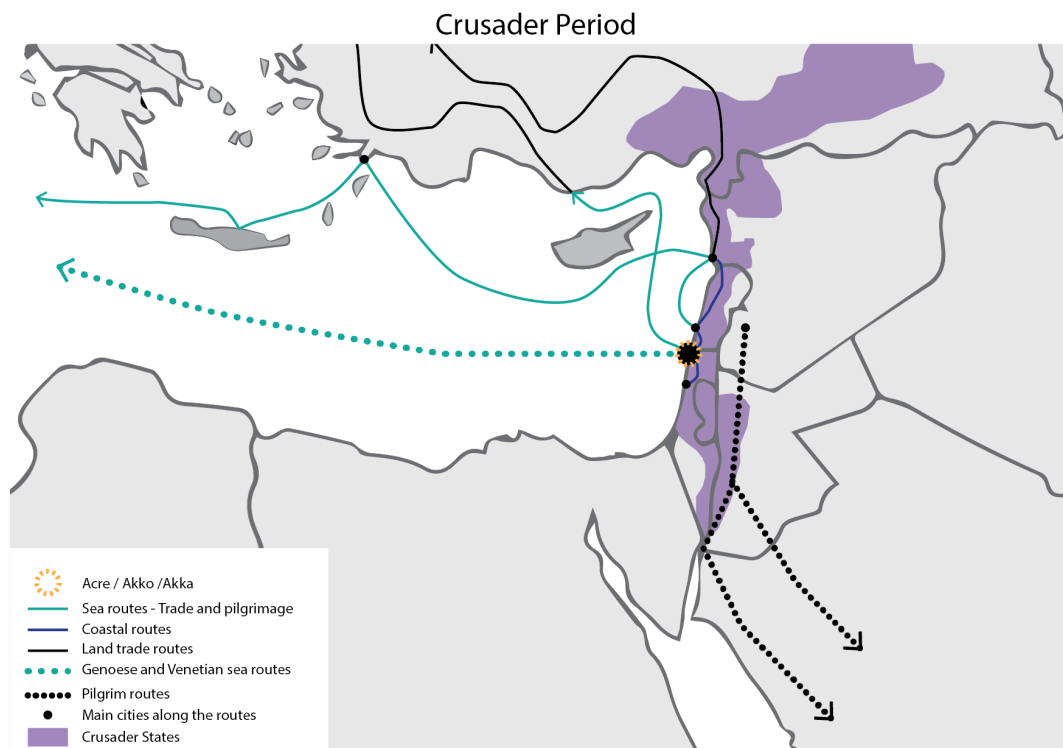 Crusader Period
Acre / Akko /Akka
Sea routes - Trade and pilgrimage
Coastal routes
Land trade routes
Genoese and Venetian sea routes
Pilgrim routes
Main cities along the routes
Crusader States